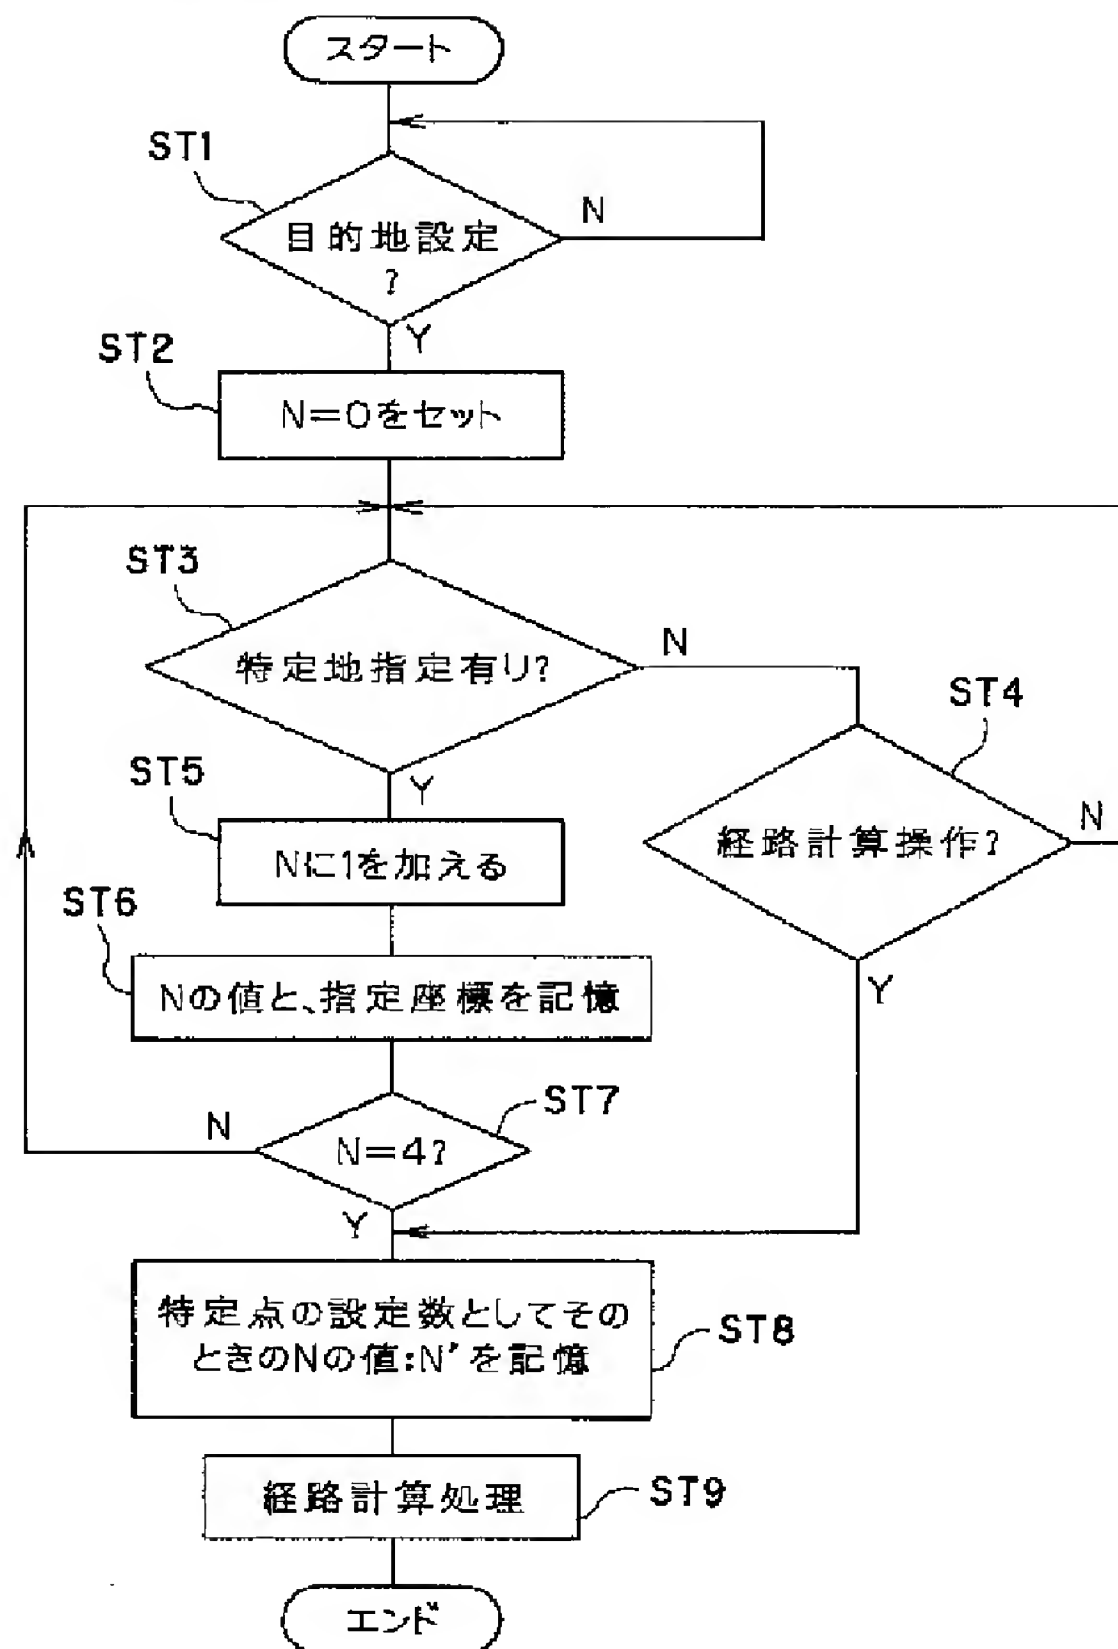 スタート
ST1
目的地設定
?
N
Y
ST2
N=0をセット
ST3
特定地指定有り?
N
ST4
Y
ST5
Nに1を加える
経路計算操作?
N
ST6
Nの値と、指定座標を記憶
Y
ST7
N
N=4?
Y
特定点の設定数としてその
ときのNの値:N'を記憶
ST8
経路計算処理
ST9
エンド